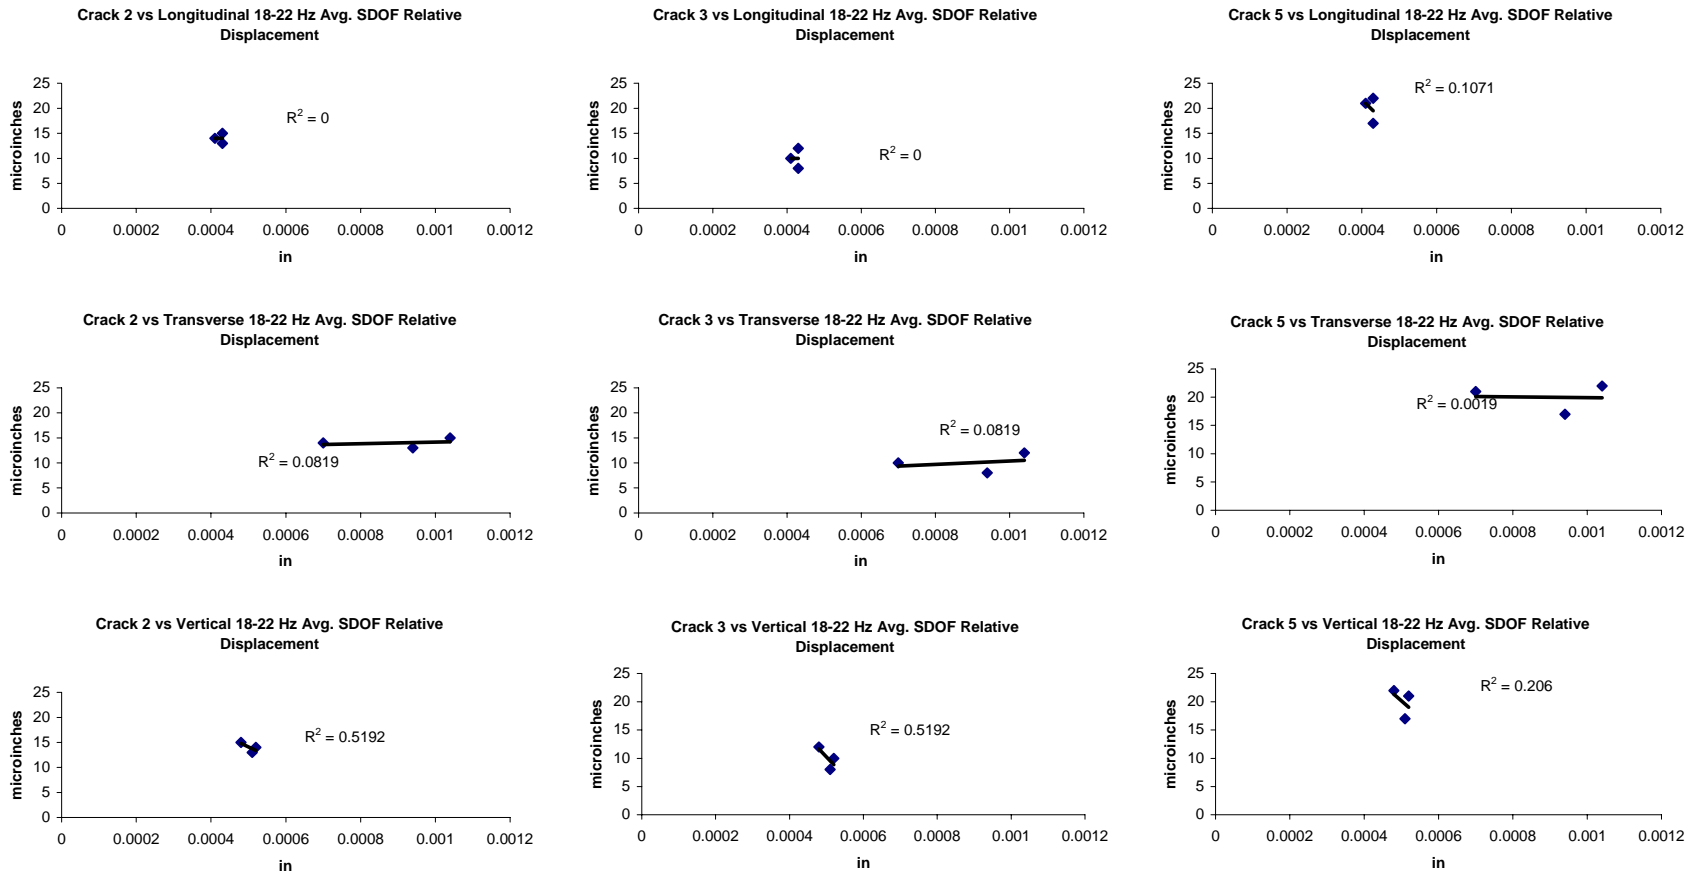 Crack 2 vs Longitudinal 18-22 Hz Avg. SDOF Relative
Displacement
25
20
15
10
5
0
microinches
R² = 0
0 0.0002 0.0004 0.0006 0.0008 0.001 0.0012
in
Crack 3 vs Longitudinal 18-22 Hz Avg. SDOF Relative
Displacement
25
20
15
10
5
0
microinches
R² = 0
0 0.0002 0.0004 0.0006 0.0008 0.001 0.0012
in
Crack 5 vs Longitudinal 18-22 Hz Avg. SDOF Relative
DIsplacement
25
20
15
10
5
0
microinches
R² = 0.1071
0 0.0002 0.0004 0.0006 0.0008 0.001 0.0012
in
Crack 2 vs Transverse 18-22 Hz Avg. SDOF Relative
Displacement
25
20
15
10
5
0
microinches
R² = 0.0819
0 0.0002 0.0004 0.0006 0.0008 0.001 0.0012
in
Crack 3 vs Transverse 18-22 Hz Avg. SDOF Relative
Displacement
25
20
15
10
5
0
microinches
R² = 0.0819
0 0.0002 0.0004 0.0006 0.0008 0.001 0.0012
in
Crack 5 vs Transverse 18-22 Hz Avg. SDOF Relative
Displacement
25
20
15
10
5
0
microinches
R² = 0.0019
0 0.0002 0.0004 0.0006 0.0008 0.001 0.0012
in
Crack 2 vs Vertical 18-22 Hz Avg. SDOF Relative
Displacement
25
20
15
10
5
0
microinches
R² = 0.5192
0 0.0002 0.0004 0.0006 0.0008 0.001 0.0012
in
Crack 3 vs Vertical 18-22 Hz Avg. SDOF Relative
Displacement
25
20
15
10
5
0
microinches
R² = 0.5192
0 0.0002 0.0004 0.0006 0.0008 0.001 0.0012
in
Crack 5 vs Vertical 18-22 Hz Avg. SDOF Relative
Displacement
25
20
15
10
5
0
microinches
R² = 0.206
0 0.0002 0.0004 0.0006 0.0008 0.001 0.0012
in